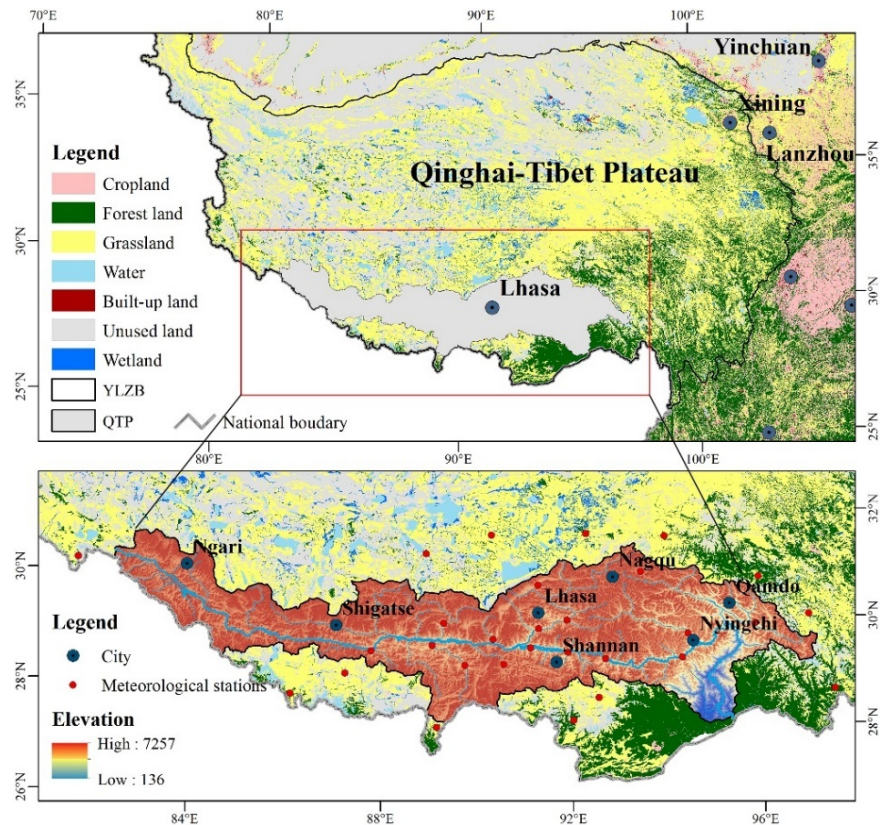 70°E 80°E 90°E 100°E
Yinchuan
35°N
Xining
Legend
Lanzhou
35°N
Cropland
Qinghai-Tibet Plateau
Forest land
30°N
Grassland
Water
Built-up land
Lhasa
30°N
Unused land
Wetland
YLZB
25°N
QTP
National boudary
25°N
80°E 90°E 100°E
32°N
Ngari
30°N
Nagqu
Qamdo
Shigatse
Lhasa
Legend
Nyingchi
30°N
City
Shannan
Meteorological stations
28°N
Elevation
High : 7257
28°N
Low : 136
26°N
84°E 88°E 92°E 96°E